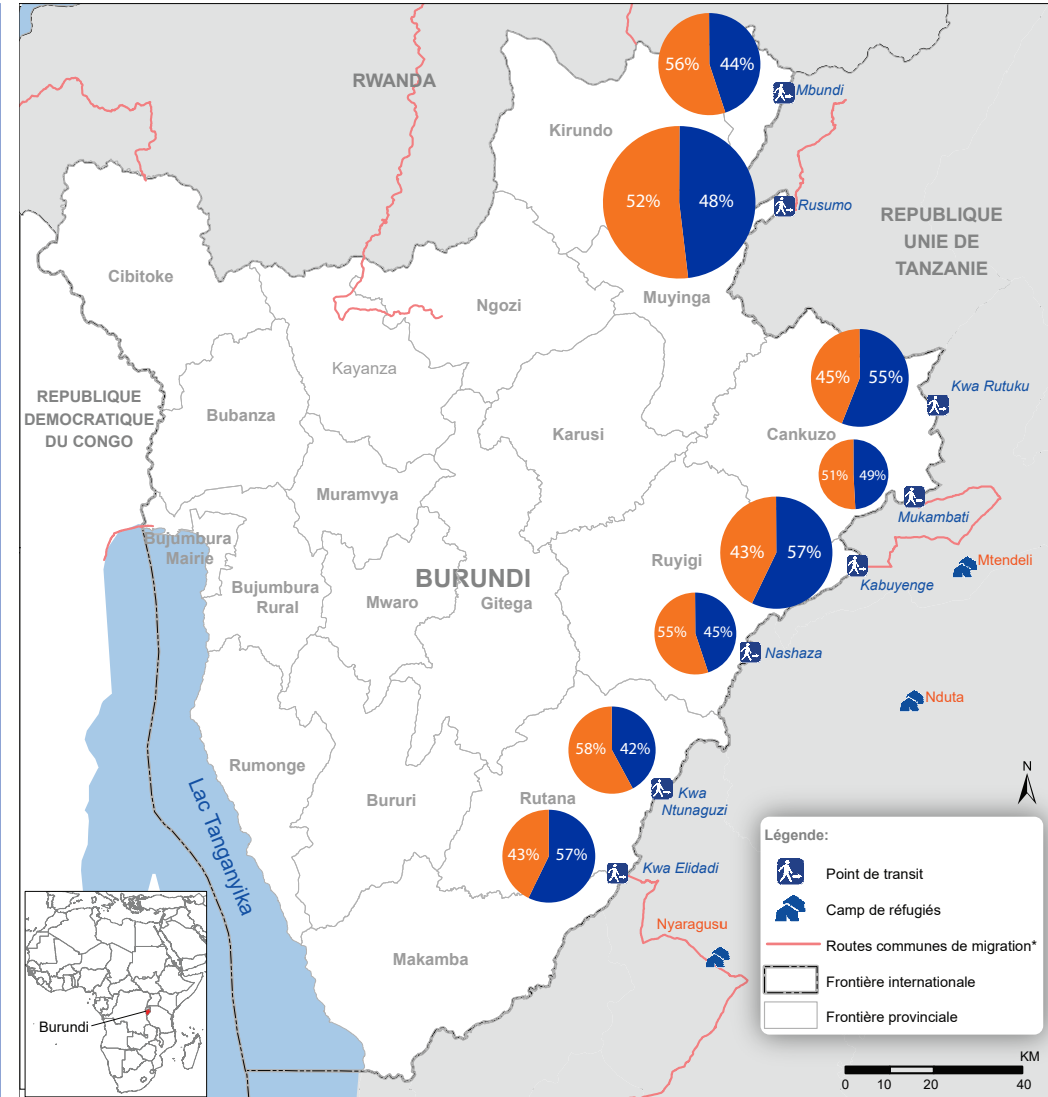 56%
44%
RWANDA
Mbundi
Kirundo
52%
48%
Rusumo
REPUBLIQUE
UNIE DE
TANZANIE
Cibitoke
Ngozi
Muyinga
Kayanza
45%
55%
Kwa Rutuku
REPUBLIQUE
DEMOCRATIQUE
DU CONGO
Bubanza
Karusi
Cankuzo
51%
49%
Muramvya
Mukambati
Bujumbura
Mairie
43%
57%
Ruyigi
Mtendeli
Kabuyenge
BURUNDI
Bujumbura
Rural
Mwaro
Gitega
55%
45%
Nashaza
Nduta
58%
42%
Rumonge
Bururi
Rutana
Kwa
Ntunaguzi
Lac Tanganyika
43%
57%
Kwa Elidadi
Nyaragusu
Makamba
Burundi
N
Légende:
Point de transit
Camp de réfugiés
Routes communes de migration*
Frontière internationale
Frontière provinciale
KM
0 10 20 40